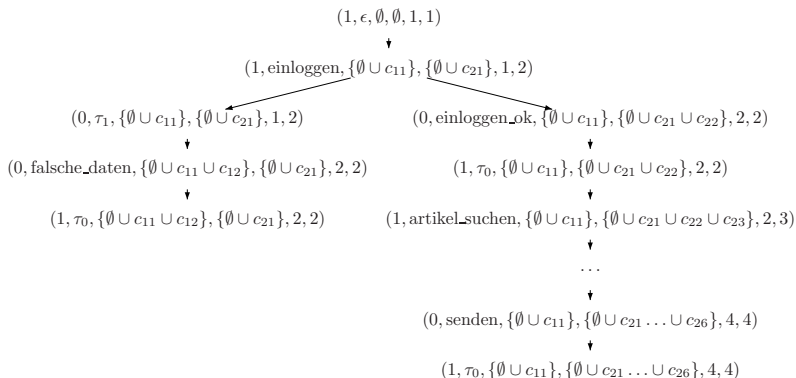 (1, ϵ, ∅, ∅, 1, 1)
(1, einloggen, {∅ ∪ c₁₁}, {∅ ∪ c₂₁}, 1, 2)
(0, τ₁, {∅ ∪ c₁₁}, {∅ ∪ c₂₁}, 1, 2)
(0, einloggen_ok, {∅ ∪ c₁₁}, {∅ ∪ c₂₁ ∪ c₂₂}, 2, 2)
(0, falsche_daten, {∅ ∪ c₁₁ ∪ c₁₂}, {∅ ∪ c₂₁}, 2, 2)
(1, τ₀, {∅ ∪ c₁₁}, {∅ ∪ c₂₁ ∪ c₂₂}, 2, 2)
(1, τ₀, {∅ ∪ c₁₁ ∪ c₁₂}, {∅ ∪ c₂₁}, 2, 2)
(1, artikel_suchen, {∅ ∪ c₁₁}, {∅ ∪ c₂₁ ∪ c₂₂ ∪ c₂₃}, 2, 3)
...
(0, senden, {∅ ∪ c₁₁}, {∅ ∪ c₂₁ ... ∪ c₂₆}, 4, 4)
(1, τ₀, {∅ ∪ c₁₁}, {∅ ∪ c₂₁ ... ∪ c₂₆}, 4, 4)